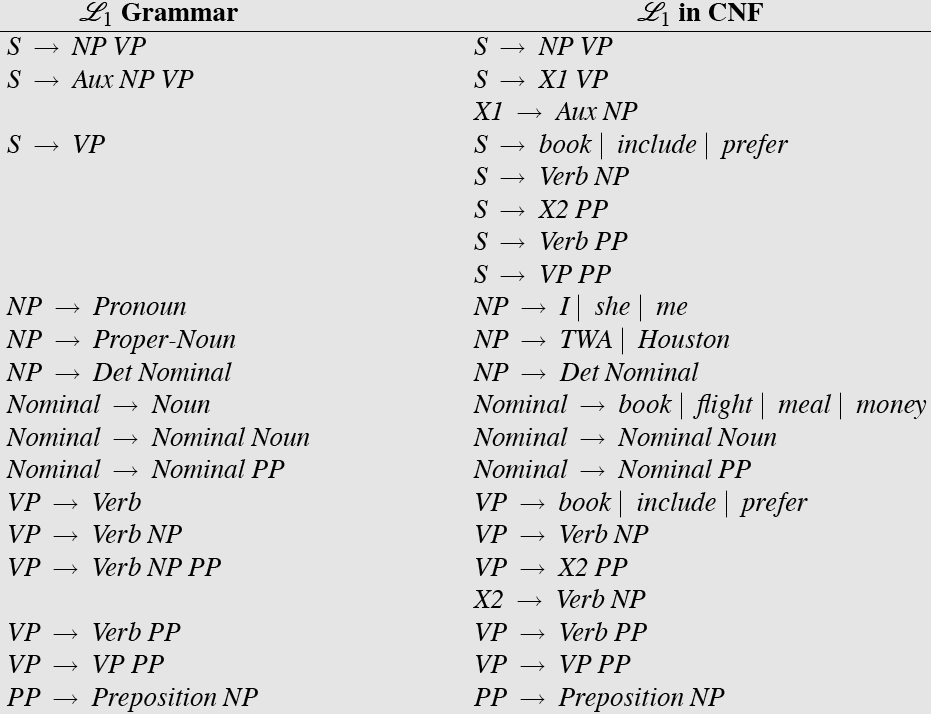 ℒ1 Grammar ℒ1 in CNF
S → NP VP S → NP VP
S → Aux NP VP S → X1 VP
X1 → Aux NP
S → VP S → book | include | prefer
S → Verb NP
S → X2 PP
S → Verb PP
S → VP PP
NP → Pronoun NP → I | she | me
NP → Proper-Noun NP → TWA | Houston
NP → Det Nominal NP → Det Nominal
Nominal → Noun Nominal → book | flight | meal | money
Nominal → Nominal Noun Nominal → Nominal Noun
Nominal → Nominal PP Nominal → Nominal PP
VP → Verb VP → book | include | prefer
VP → Verb NP VP → Verb NP
VP → Verb NP PP VP → X2 PP
X2 → Verb NP
VP → Verb PP VP → Verb PP
VP → VP PP VP → VP PP
PP → Preposition NP PP → Preposition NP